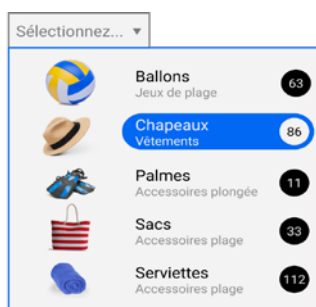 Sélectionnez... ▼
Ballons
Jeux de plage
63
Chapeaux
Vêtements
86
Palmes
Accessoires plongée
11
Sacs
Accessoires plage
33
Serviettes
Accessoires plage
112